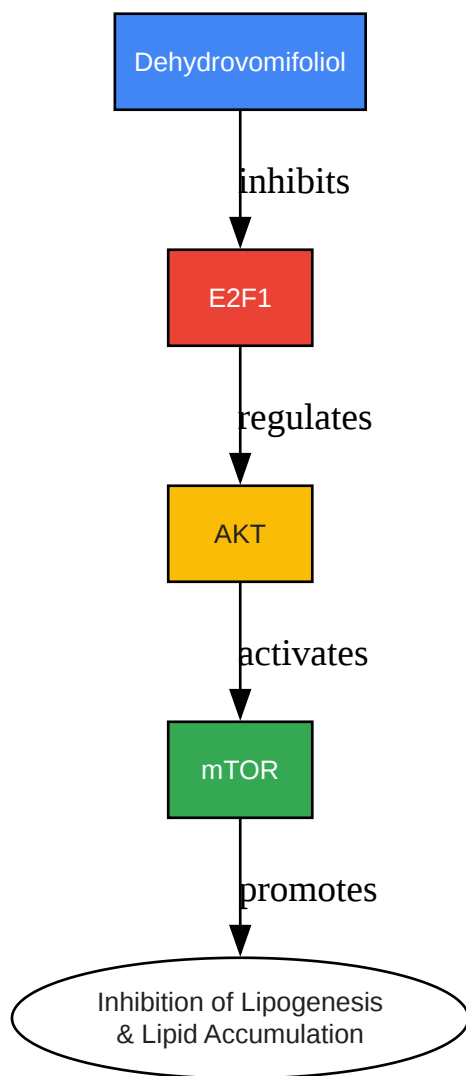 Dehydrovomifoliol
inhibits
E2F1
regulates
AKT
activates
mTOR
promotes
Inhibition of Lipogenesis
& Lipid Accumulation